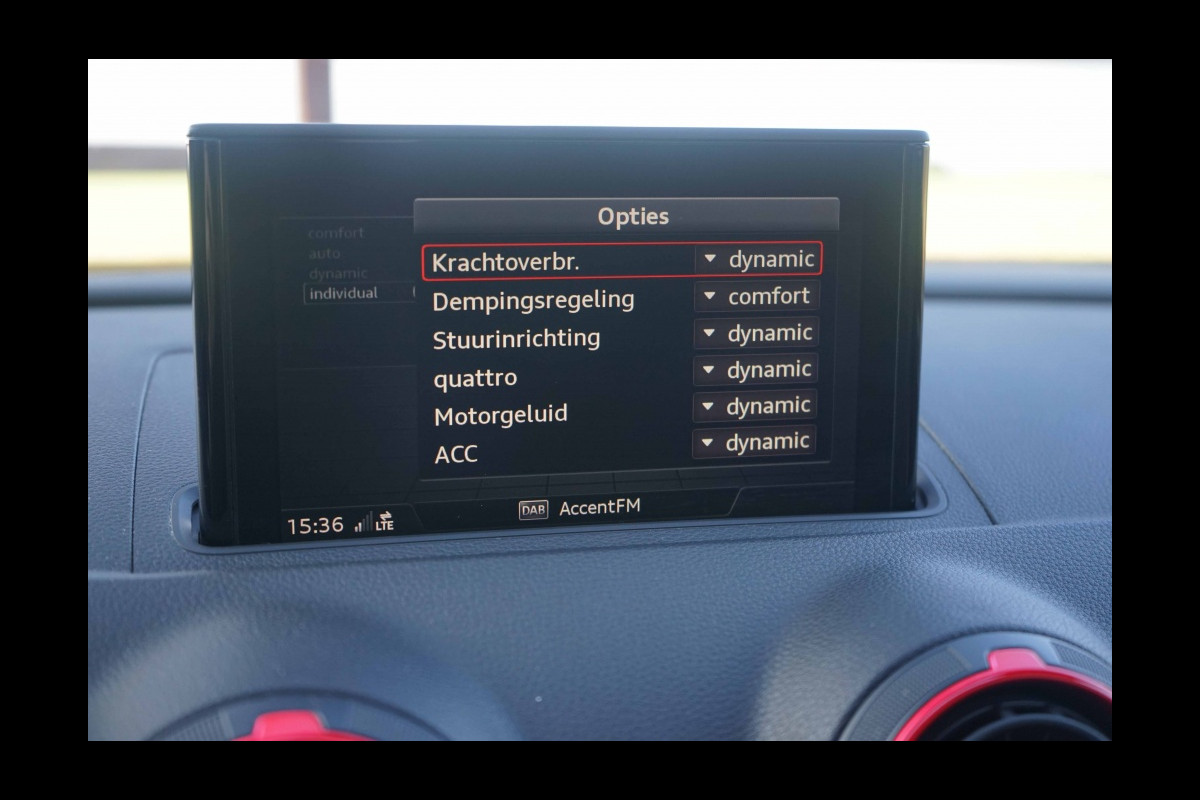 Opties
comfort
auto
dynamic
individual
Krachtoverbr. dynamic
Dempingsregeling comfort
Stuurinrichting dynamic
quattro dynamic
Motorgeluid dynamic
ACC dynamic
15:36 LTE DAB AccentFM